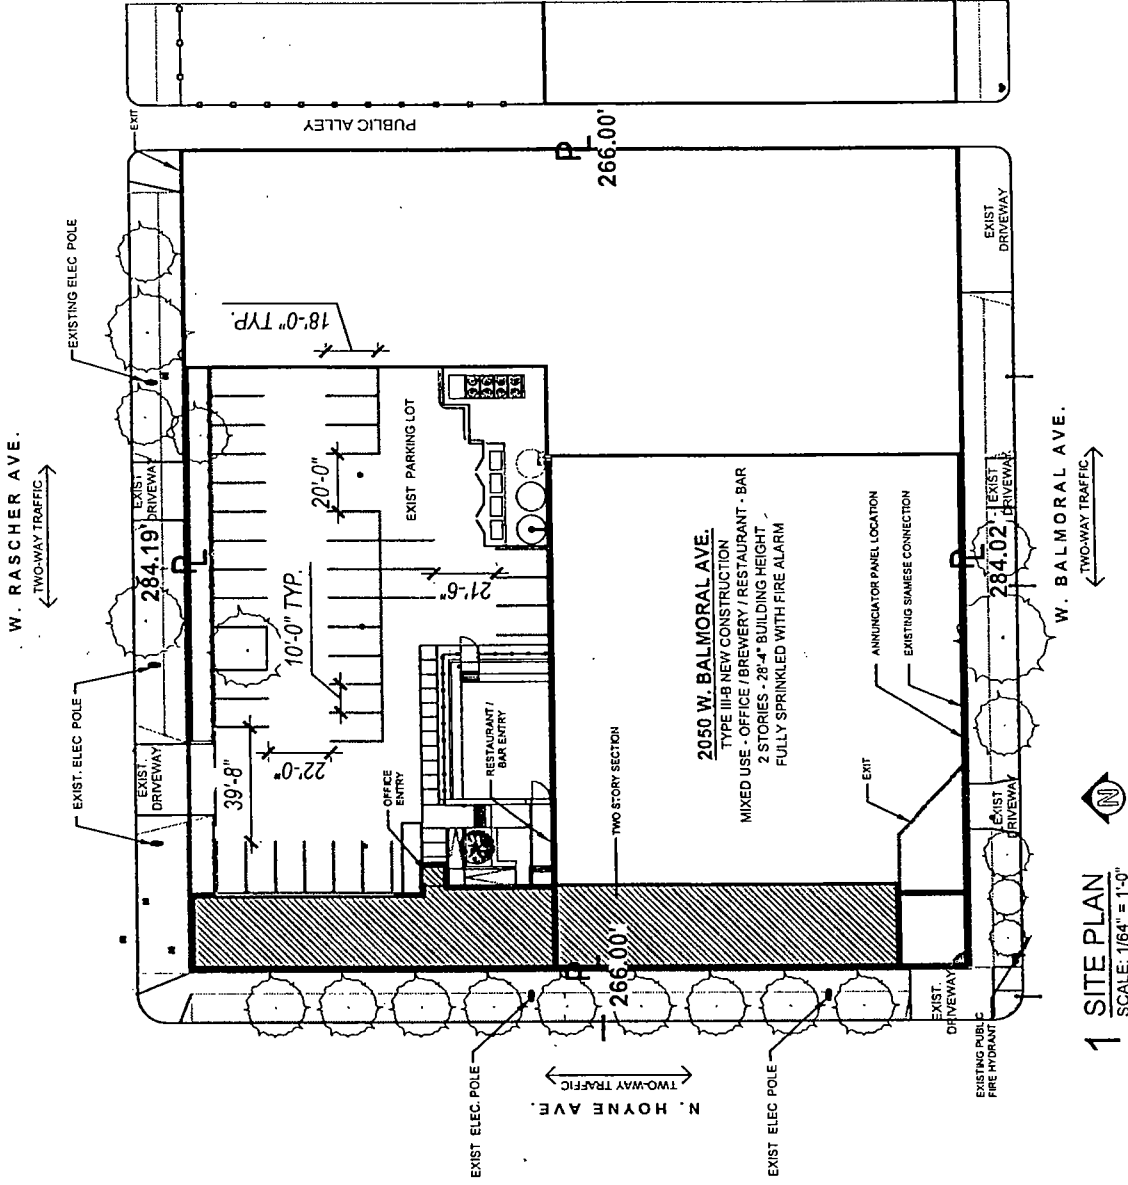 W. RASCHER AVE.
TWO-WAY TRAFFIC
EXIST. ELEC POLE
EXISTING ELEC POLE
EXIT
PUBLIC ALLEY
EXIST.
DRIVEWAY
EXIST
DRIVEWAY
284.19'
PL
39'-8"
22'-0"
10'-0" TYP.
20'-0"
18'-0" TYP.
EXIST PARKING LOT
21'-6"
OFFICE
ENTRY
RESTAURANT /
BAR ENTRY
PL
266.00'
PL
266.00'
TWO STORY SECTION
2050 W. BALMORAL AVE.
TYPE III-B NEW CONSTRUCTION
MIXED USE - OFFICE / BREWERY / RESTAURANT - BAR
2 STORIES - 28'-4" BUILDING HEIGHT
FULLY SPRINKLED WITH FIRE ALARM
EXIT
ANNUNCIATOR PANEL LOCATION
EXISTING SIAMESE CONNECTION
PL
284.02'
EXIST.
DRIVEWAY
EXIST
DRIVEWAY
EXIST
DRIVEWAY
EXIST
DRIVEWAY
EXISTING PUBLIC
FIRE HYDRANT
EXIST ELEC. POLE
EXIST ELEC POLE
N. HOYNE AVE.
TWO-WAY TRAFFIC
W. BALMORAL AVE.
TWO-WAY TRAFFIC
N
1 SITE PLAN
SCALE: 1/64" = 1'-0"